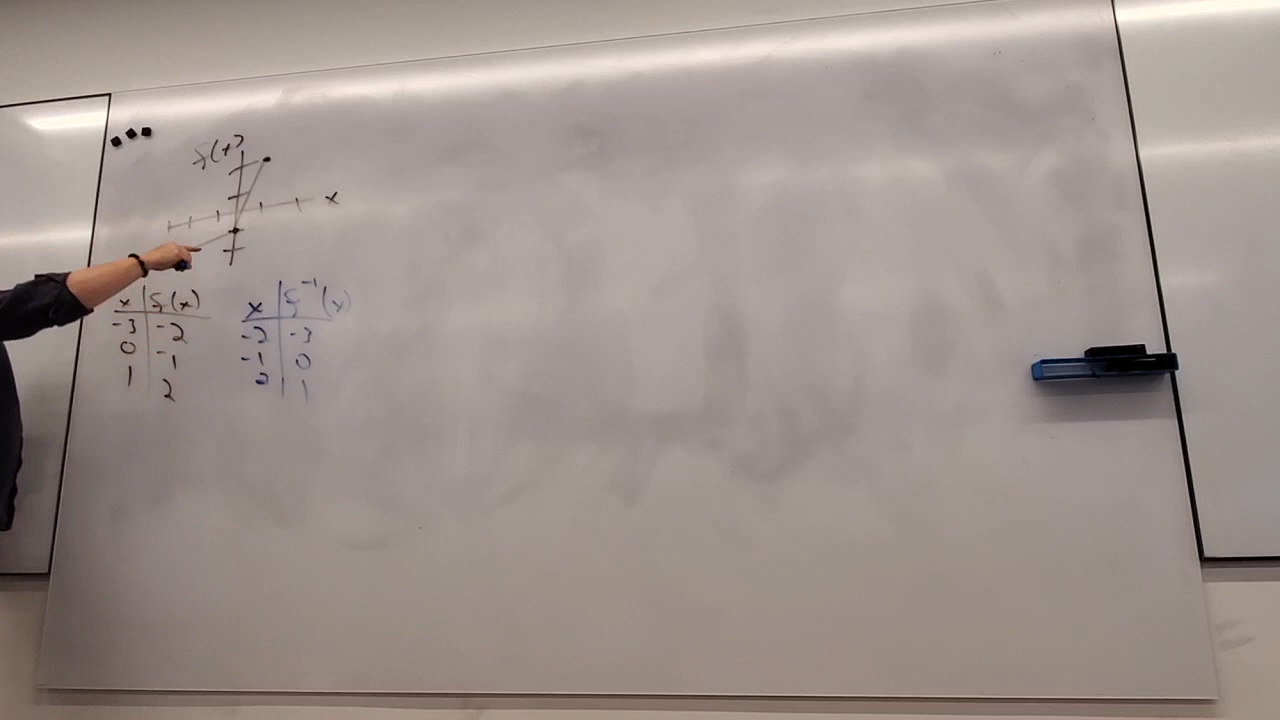 f(x)
x
x f(x)
-3 -2
0 -1
1 2
x f⁻¹(x)
-2 -3
-1 0
2 1